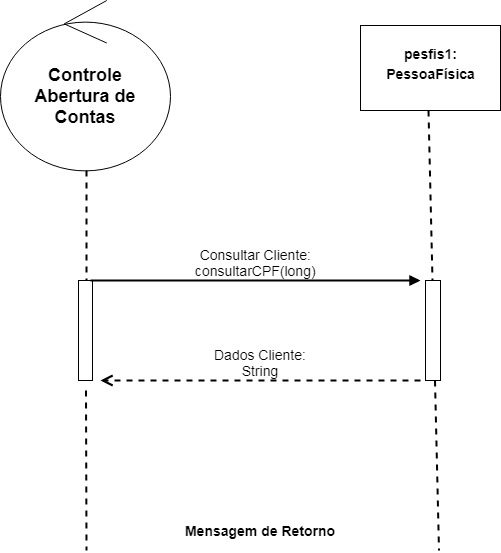 Controle
Abertura de
Contas
pesfis1:
PessoaFísica
Consultar Cliente:
consultarCPF(long)
Dados Cliente:
String
Mensagem de Retorno